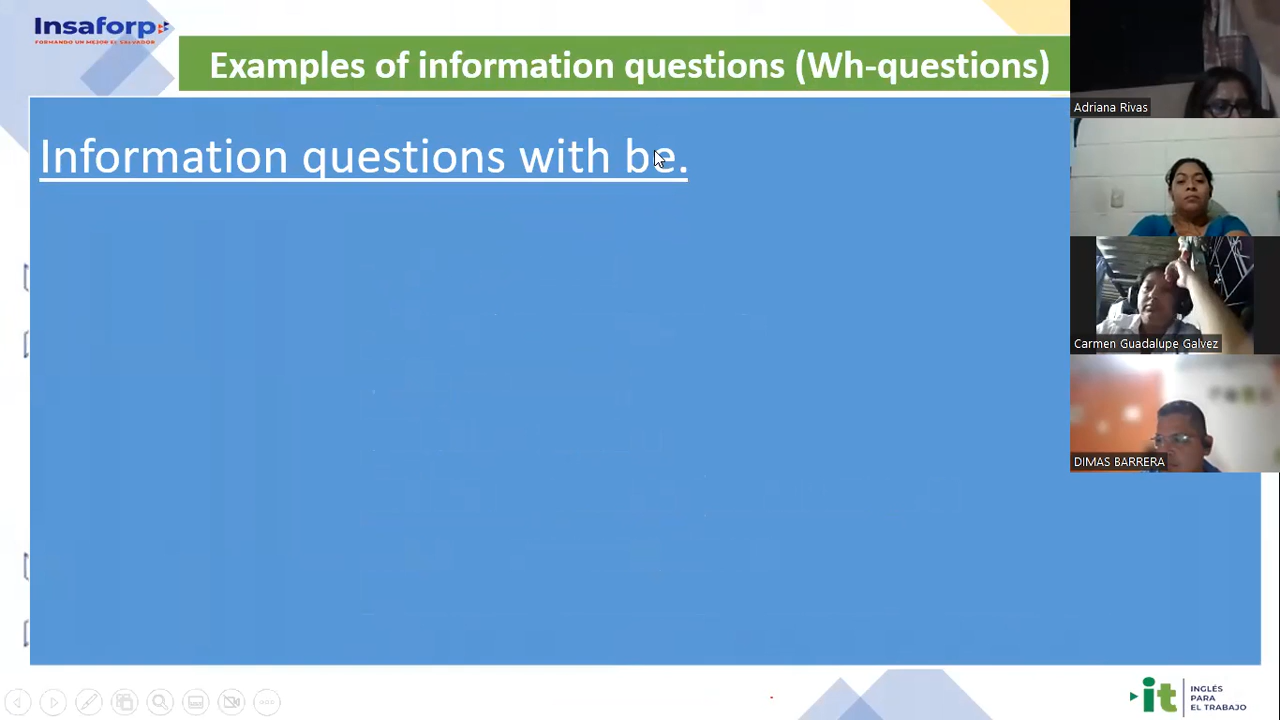 Insaforp
FORMANDO UN MEJOR EL SALVADOR
Examples of information questions (Wh-questions)
Information questions with be.
Adriana Rivas
Carmen Guadalupe Galvez
DIMAS BARRERA
it
INGLÉS
PARA
EL TRABAJO